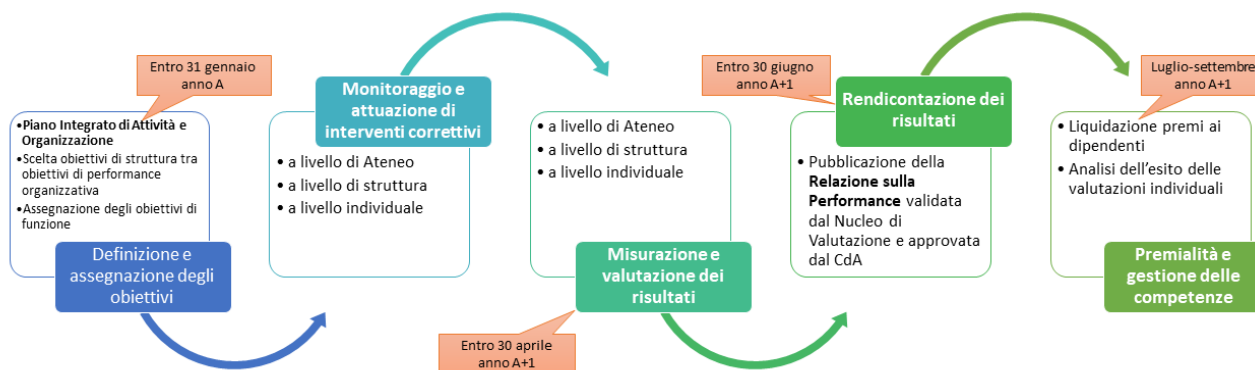 Entro 31 gennaio
anno A
•Piano Integrato di Attività e
Organizzazione
•Scelta obiettivi di struttura tra
obiettivi di performance
organizzativa
•Assegnazione degli obiettivi di
funzione
Definizione e
assegnazione degli
obiettivi
Monitoraggio e
attuazione di
interventi correttivi
• a livello di Ateneo
• a livello di struttura
• a livello individuale
• a livello di Ateneo
• a livello di struttura
• a livello individuale
Misurazione e
valutazione dei
risultati
Entro 30 aprile
anno A+1
Entro 30 giugno
anno A+1
Rendicontazione dei
risultati
• Pubblicazione della
Relazione sulla
Performance validata
dal Nucleo di
Valutazione e approvata
dal CdA
Luglio-settembre
anno A+1
• Liquidazione premi ai
dipendenti
• Analisi dell'esito delle
valutazioni individuali
Premialità e
gestione delle
competenze